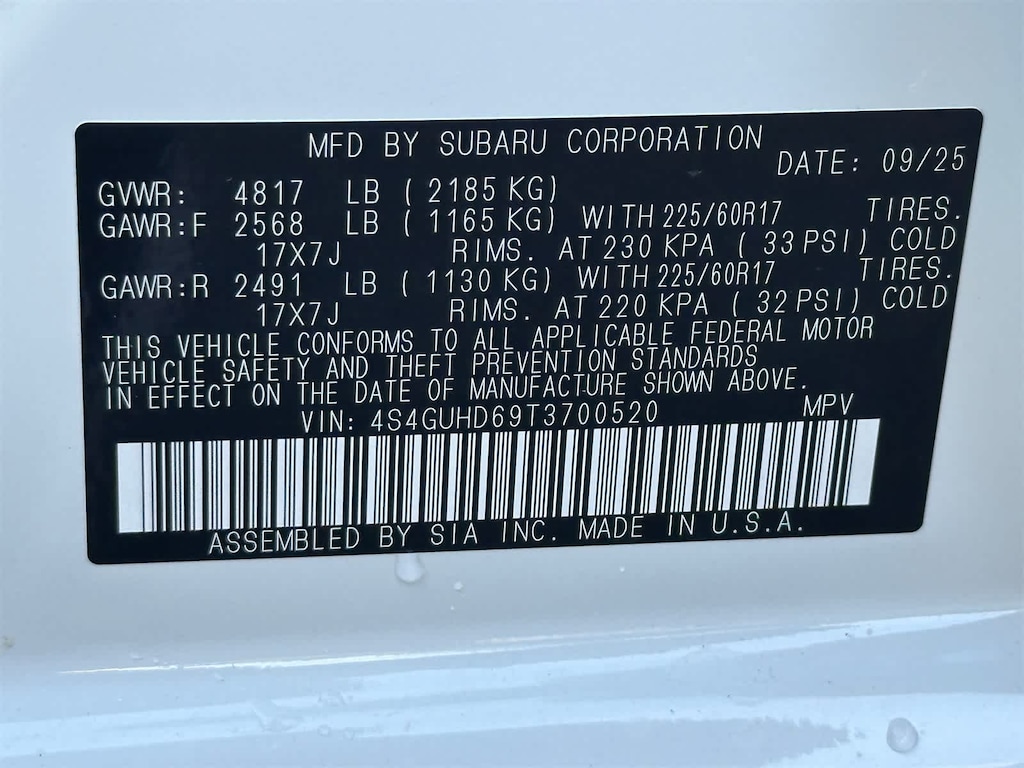 MFD BY SUBARU CORPORATION
DATE: 09/25
GVWR: 4817 LB ( 2185 KG)
GAWR:F 2568 LB ( 1165 KG) WITH 225/60R17 TIRES.
17X7J RIMS. AT 230 KPA ( 33 PSI) COLD
GAWR:R 2491 LB ( 1130 KG) WITH 225/60R17 TIRES.
17X7J RIMS. AT 220 KPA ( 32 PSI) COLD
THIS VEHICLE CONFORMS TO ALL APPLICABLE FEDERAL MOTOR
VEHICLE SAFETY AND THEFT PREVENTION STANDARDS
IN EFFECT ON THE DATE OF MANUFACTURE SHOWN ABOVE.
VIN: 4S4GUHD69T3700520 MPV
ASSEMBLED BY SIA INC. MADE IN U.S.A.